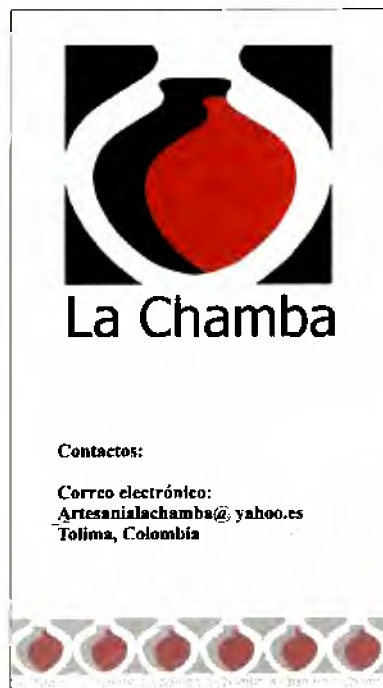 La Chamba
Contactos:
Correo electrónico:
Artesanialachamba@ yahoo.es
Tolima, Colombia